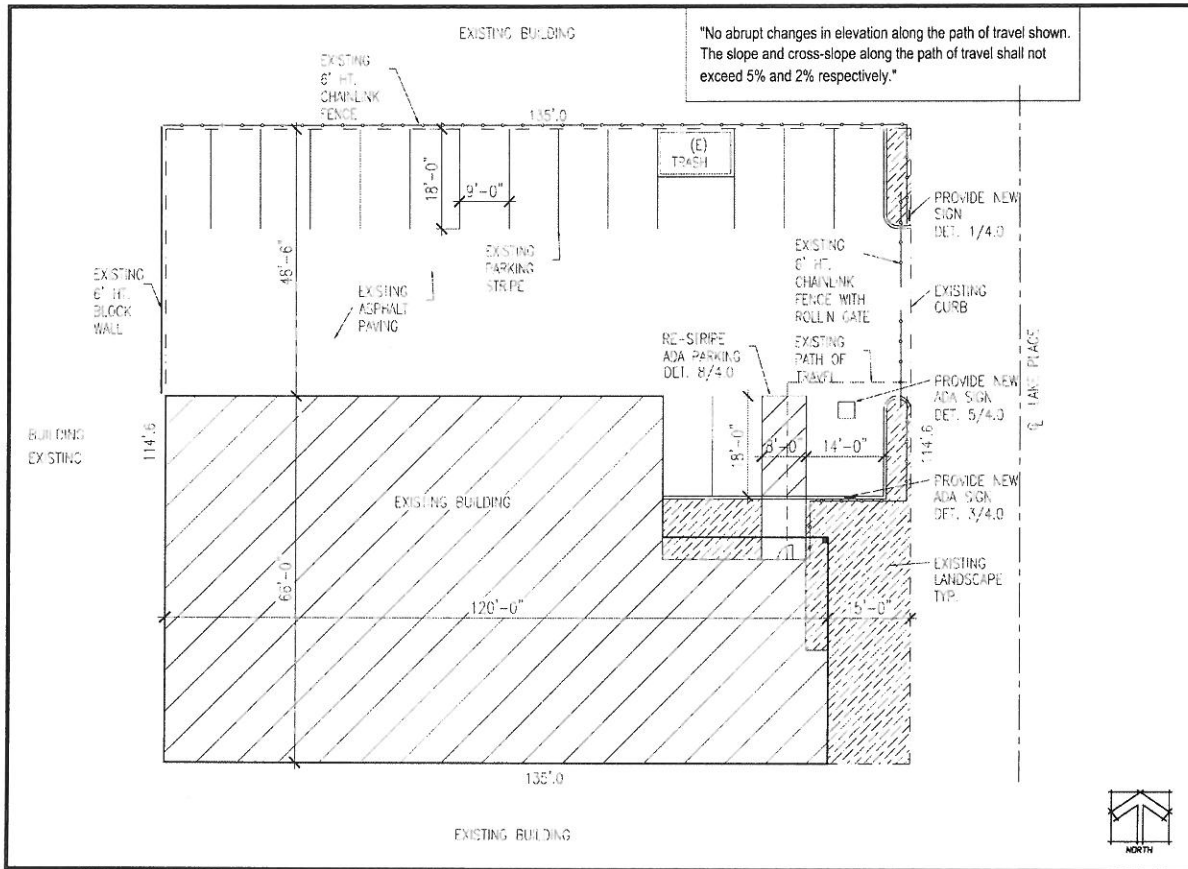 EXISTING BUILDING
"No abrupt changes in elevation along the path of travel shown.
The slope and cross-slope along the path of travel shall not
exceed 5% and 2% respectively."
EXISTING
6' HT.
CHAINLINK
FENCE
135'.0
(E)
TRASH
18'-0"
9'-0"
48'-6"
PROVIDE NEW
SIGN
DET. 1/4.0
EXISTING
6' HT.
BLOCK
WALL
EXISTING
ASPHALT
PAVING
EXISTING
PARKING
STRIPE
EXISTING
6' HT.
CHAINLINK
FENCE WITH
ROLLN GATE
EXISTING
CURB
RE-STRIPE
ADA PARKING
DET. 8/4.0
EXISTING
PATH OF
TRAVEL
LAKE PLACE
PROVIDE NEW
ADA SIGN
DET. 5/4.0
BUILDING
EXISTING
114'.6
18'-0"
8'-0"
14'-0"
114'.6
EXISTING BUILDING
PROVIDE NEW
ADA SIGN
DET. 3/4.0
EXISTING
LANDSCAPE
TYP.
66'-0"
120'-0"
15'-0"
135'.0
EXISTING BUILDING
NORTH